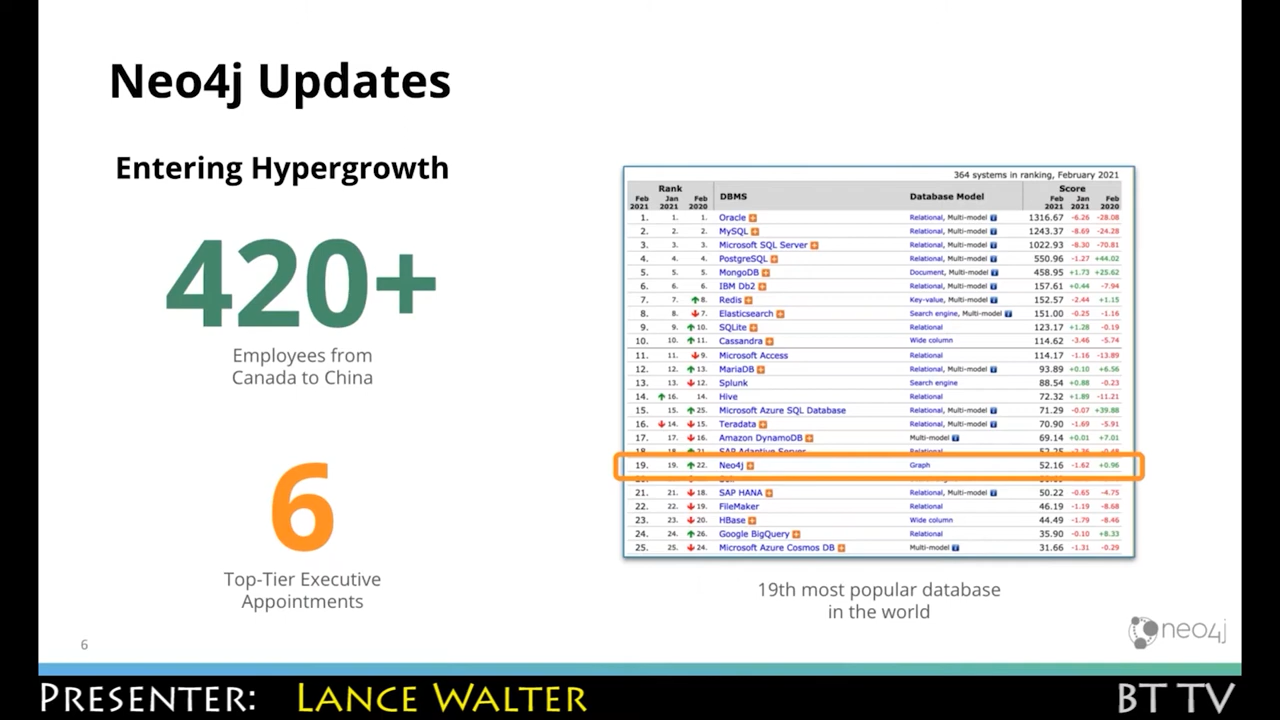 Neo4j Updates
Entering Hypergrowth
420+
Employees from
Canada to China
6
Top-Tier Executive
Appointments
364 systems in ranking, February 2021
Rank DBMS Database Model Score
Feb 2021 Jan 2021 Feb 2020 Feb 2021 Jan 2021 Feb 2020
1. 1. 1. Oracle Relational, Multi-model 1316.67 -6.26 -28.08
2. 2. 2. MySQL Relational, Multi-model 1243.37 -8.69 -24.28
3. 3. 3. Microsoft SQL Server Relational, Multi-model 1022.93 -8.30 -70.81
4. 4. 4. PostgreSQL Relational, Multi-model 550.96 -1.27 +44.02
5. 5. 5. MongoDB Document, Multi-model 458.95 +1.73 +25.62
6. 6. 6. IBM Db2 Relational, Multi-model 157.61 +0.44 -7.94
7. 7. 8. Redis Key-value, Multi-model 152.57 -2.44 +1.15
8. 8. 7. Elasticsearch Search engine, Multi-model 151.00 -0.25 -1.16
9. 9. 10. SQLite Relational 123.17 +1.28 -0.19
10. 10. 11. Cassandra Wide column 114.62 -3.46 -5.74
11. 11. 9. Microsoft Access Relational 114.17 -1.16 -13.89
12. 12. 13. MariaDB Relational, Multi-model 93.89 +0.10 +6.56
13. 13. 12. Splunk Search engine 88.54 +0.88 -0.23
14. 16. 14. Hive Relational 72.32 +1.89 -11.21
15. 15. 25. Microsoft Azure SQL Database Relational, Multi-model 71.29 -0.07 +39.88
16. 14. 15. Teradata Relational, Multi-model 70.90 -1.69 -5.91
17. 17. 16. Amazon DynamoDB Multi-model 69.14 +0.01 +7.01
18. 18. 21. SAP Adaptive Server Relational 52.25
19. 19. 22. Neo4j Graph 52.16 -1.62 +0.96
21. 21. 18. SAP HANA Relational, Multi-model 50.22 -0.65 -4.75
22. 22. 19. FileMaker Relational 46.19 -1.19 -8.68
23. 23. 20. HBase Wide column 44.49 -1.79 -8.46
24. 24. 26. Google BigQuery Relational 35.90 -0.10 +8.33
25. 25. 24. Microsoft Azure Cosmos DB Multi-model 31.66 -1.31 -0.29
19th most popular database
in the world
neo4j
6
PRESENTER: LANCE WALTER
BT TV